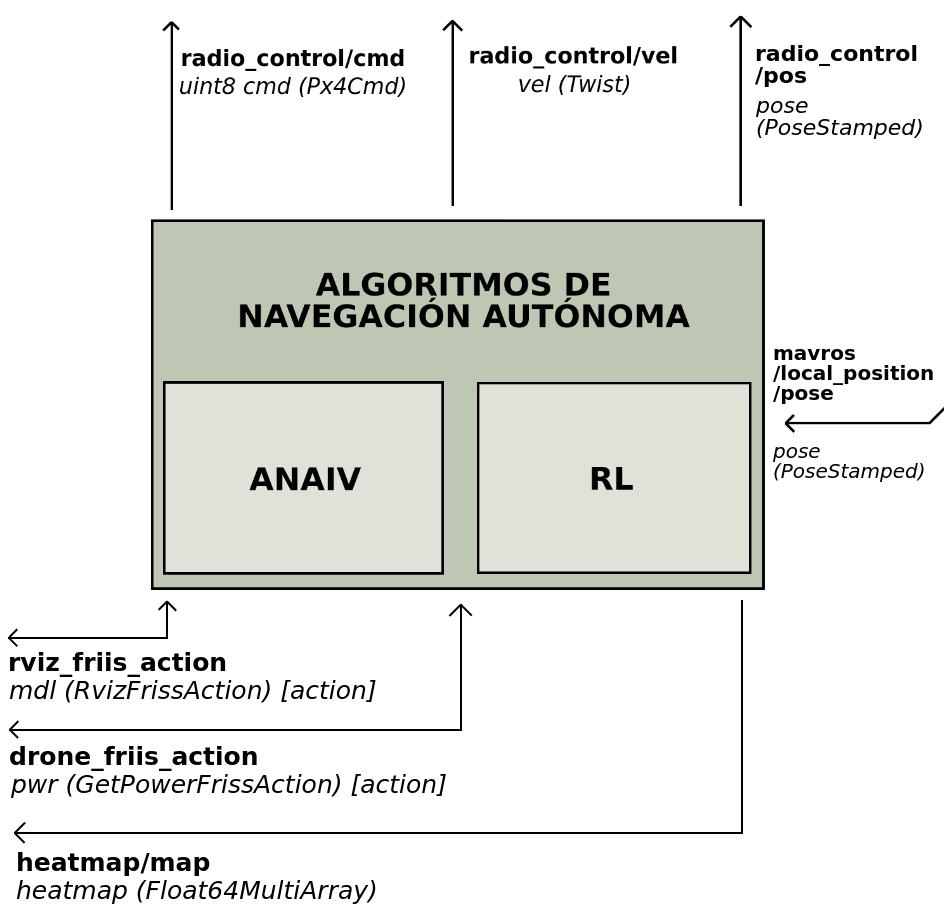 radio_control/cmd
uint8 cmd (Px4Cmd)
radio_control/vel
vel (Twist)
radio_control
/pos
pose
(PoseStamped)
ALGORITMOS DE
NAVEGACIÓN AUTÓNOMA
mavros
/local_position
/pose
pose
(PoseStamped)
ANAIV
RL
rviz_friis_action
mdl (RvizFrissAction) [action]
drone_friis_action
pwr (GetPowerFrissAction) [action]
heatmap/map
heatmap (Float64MultiArray)